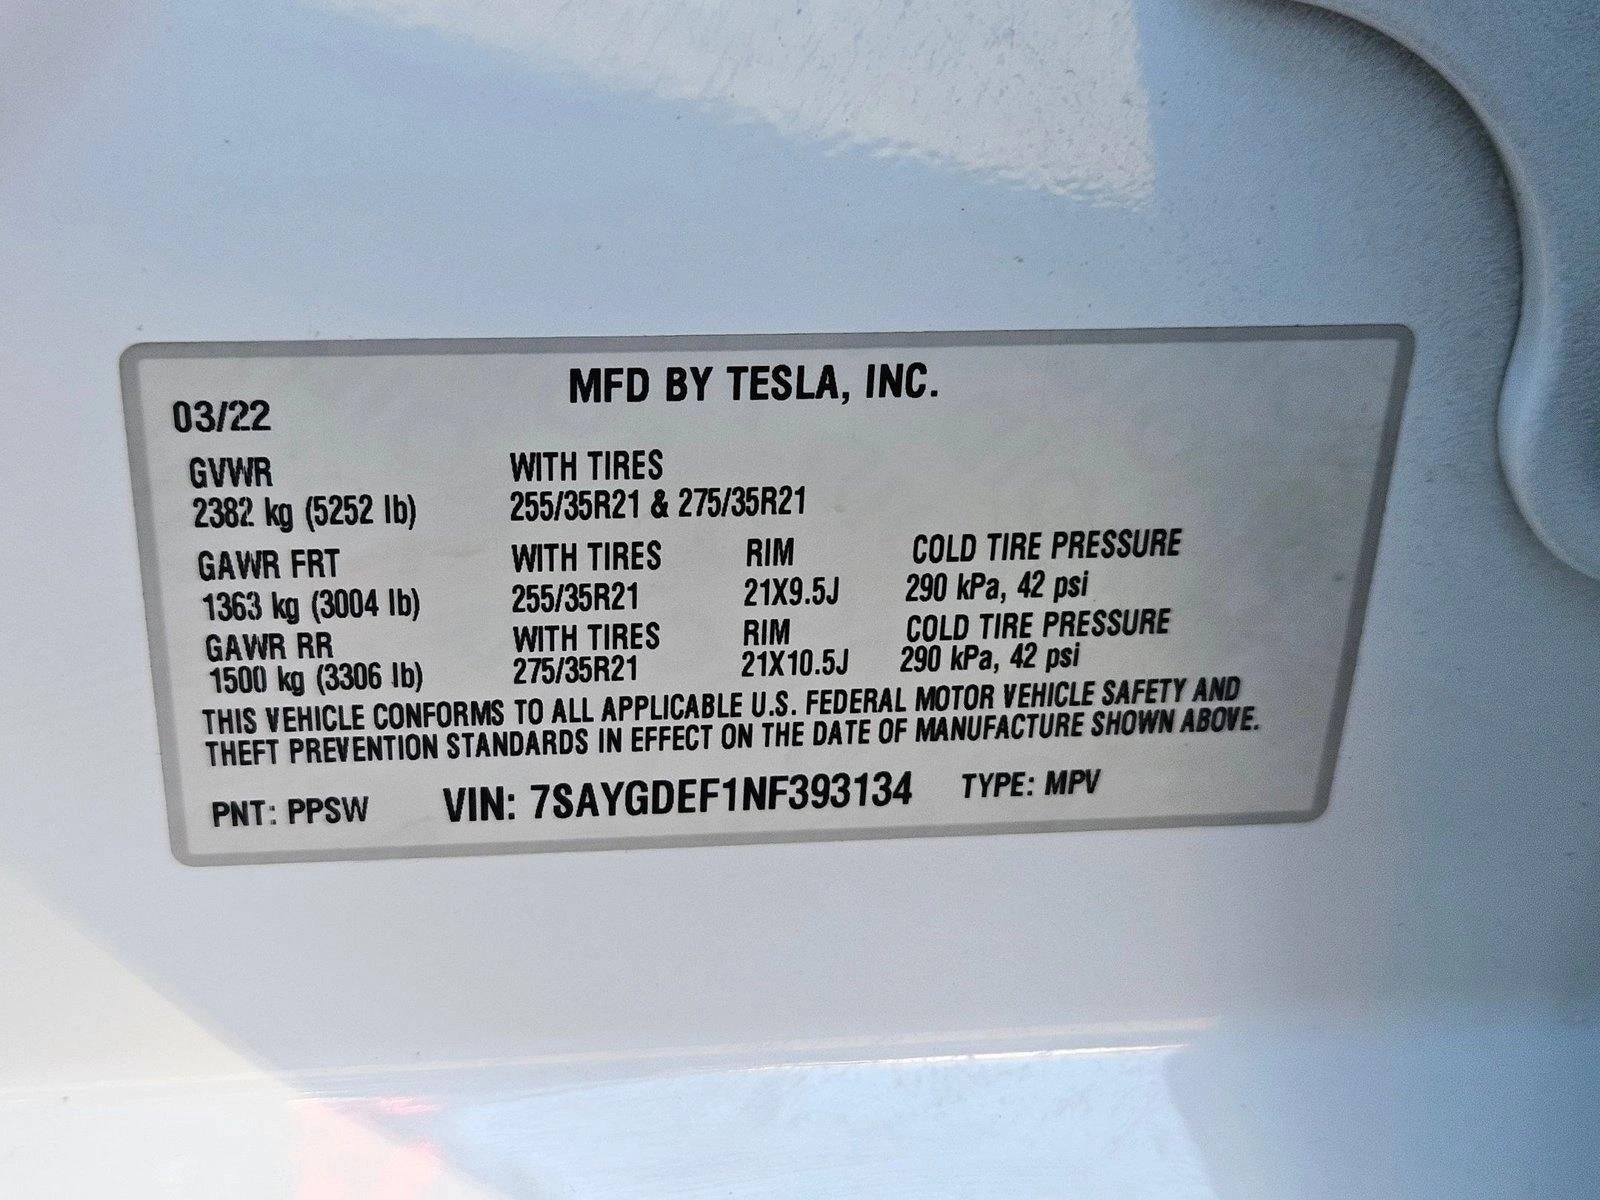 MFD BY TESLA, INC.
03/22
GVWR WITH TIRES
2382 kg (5252 lb) 255/35R21 & 275/35R21
GAWR FRT WITH TIRES RIM COLD TIRE PRESSURE
1363 kg (3004 lb) 255/35R21 21X9.5J 290 kPa, 42 psi
GAWR RR WITH TIRES RIM COLD TIRE PRESSURE
1500 kg (3306 lb) 275/35R21 21X10.5J 290 kPa, 42 psi
THIS VEHICLE CONFORMS TO ALL APPLICABLE U.S. FEDERAL MOTOR VEHICLE SAFETY AND
THEFT PREVENTION STANDARDS IN EFFECT ON THE DATE OF MANUFACTURE SHOWN ABOVE.
PNT: PPSW VIN: 7SAYGDEF1NF393134 TYPE: MPV